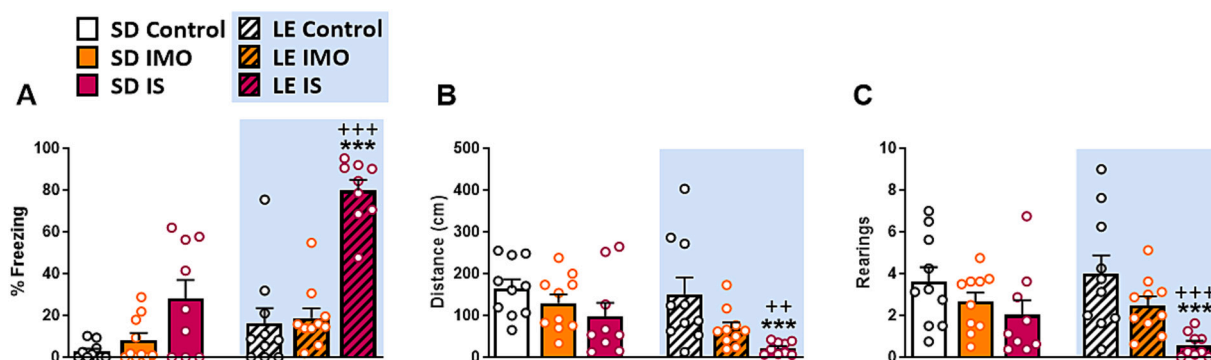 SD Control
SD IMO
SD IS
LE Control
LE IMO
LE IS
A
% Freezing
100
80
60
40
20
0
+++
***
B
Distance (cm)
500
400
300
200
100
0
++
***
C
Rearings
10
8
6
4
2
0
+++
***